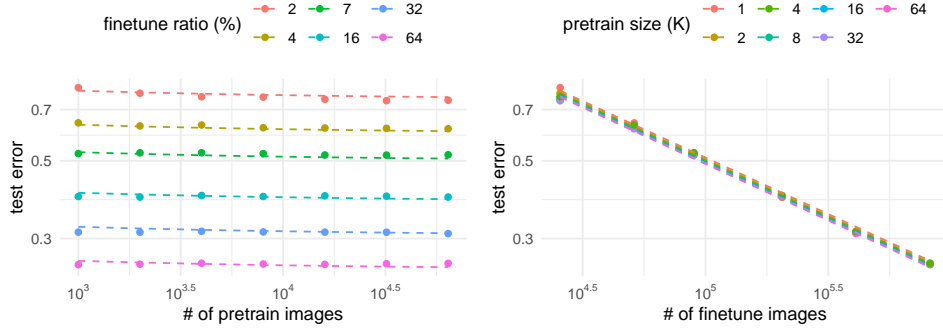 finetune ratio (%) 2 7 32
4 16 64
pretrain size (K) 1 4 16 64
2 8 32
test error
0.7
0.5
0.3
10^3 10^3.5 10^4 10^4.5
# of pretrain images
test error
0.7
0.5
0.3
10^4.5 10^5 10^5.5
# of finetune images